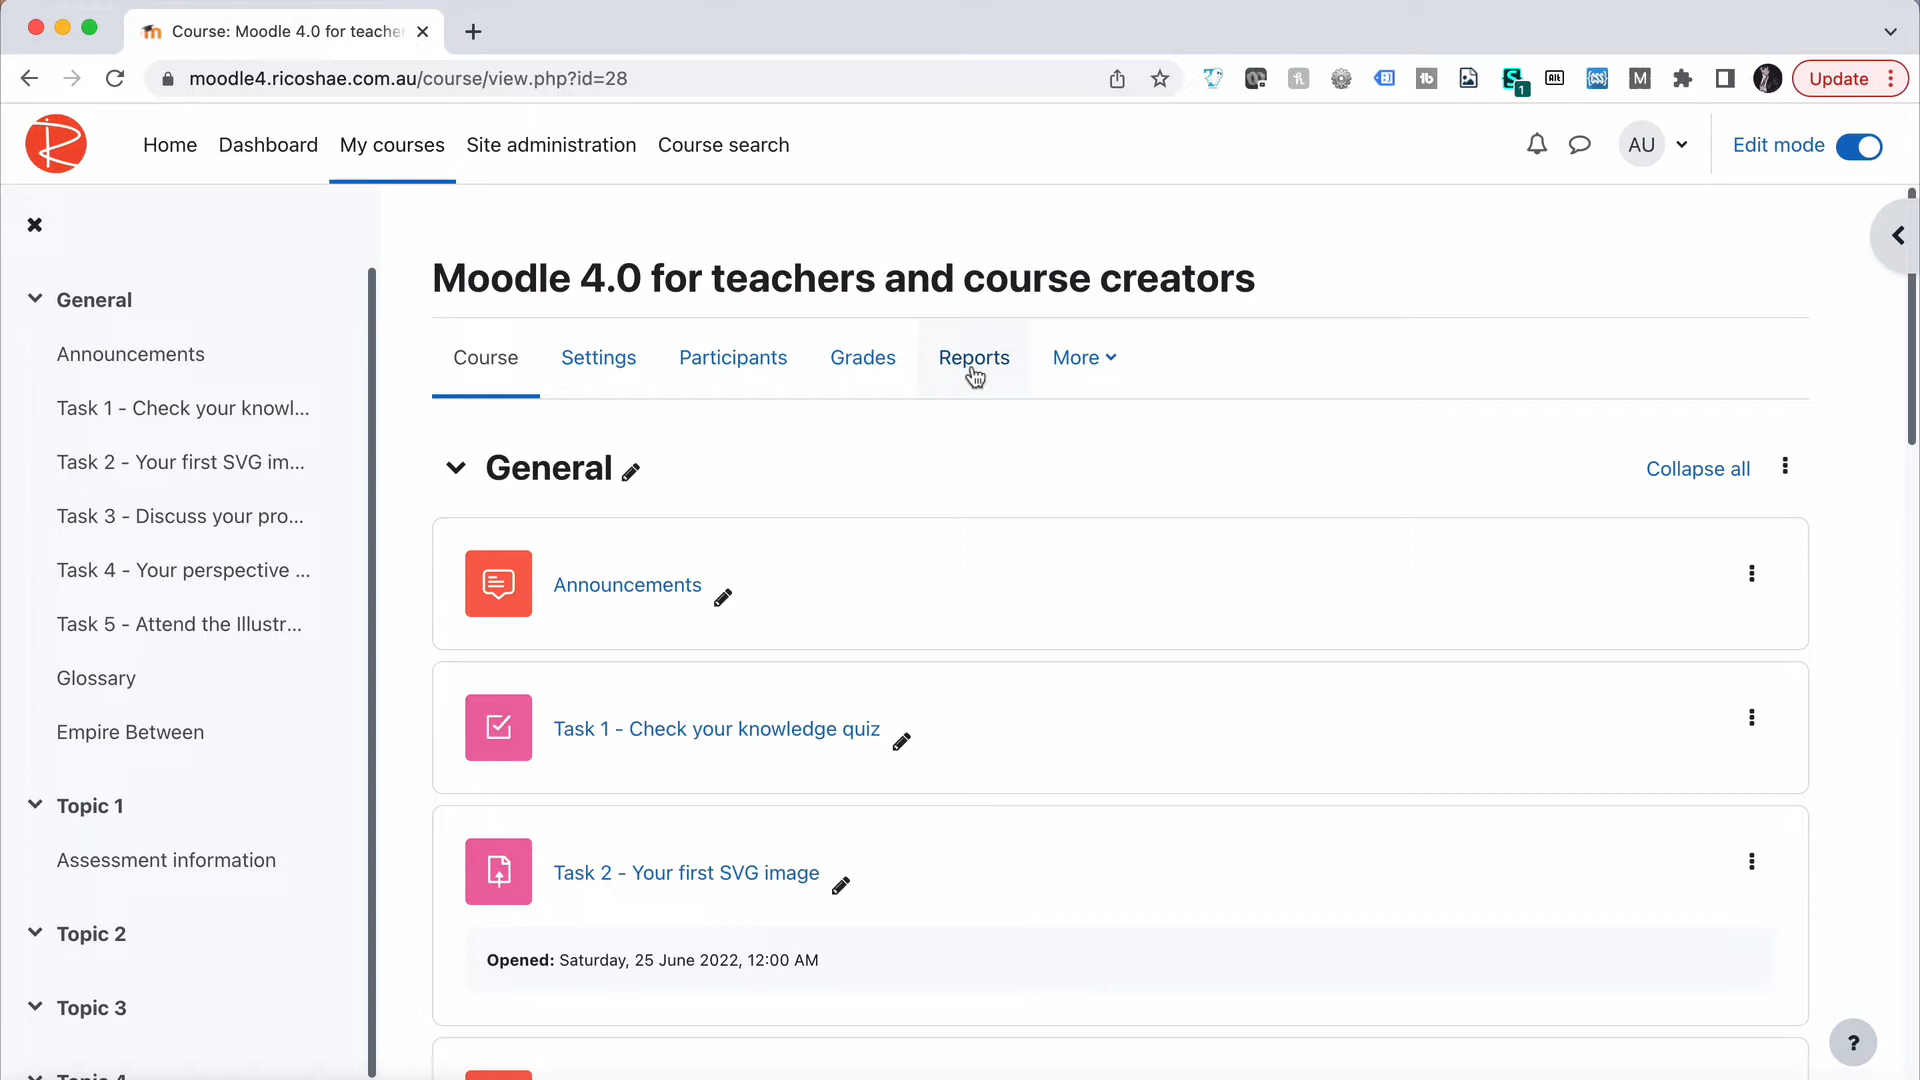 Course: Moodle 4.0 for teache
moodle4.ricoshae.com.au/course/view.php?id=28
Update
Home Dashboard My courses Site administration Course search
AU
Edit mode
General
Announcements
Task 1 - Check your knowl...
Task 2 - Your first SVG im...
Task 3 - Discuss your pro...
Task 4 - Your perspective ...
Task 5 - Attend the Illustr...
Glossary
Empire Between
Topic 1
Assessment information
Topic 2
Topic 3
Topic 4
Moodle 4.0 for teachers and course creators
Course Settings Participants Grades Reports More
General
Collapse all
Announcements
Task 1 - Check your knowledge quiz
Task 2 - Your first SVG image
Opened: Saturday, 25 June 2022, 12:00 AM
?